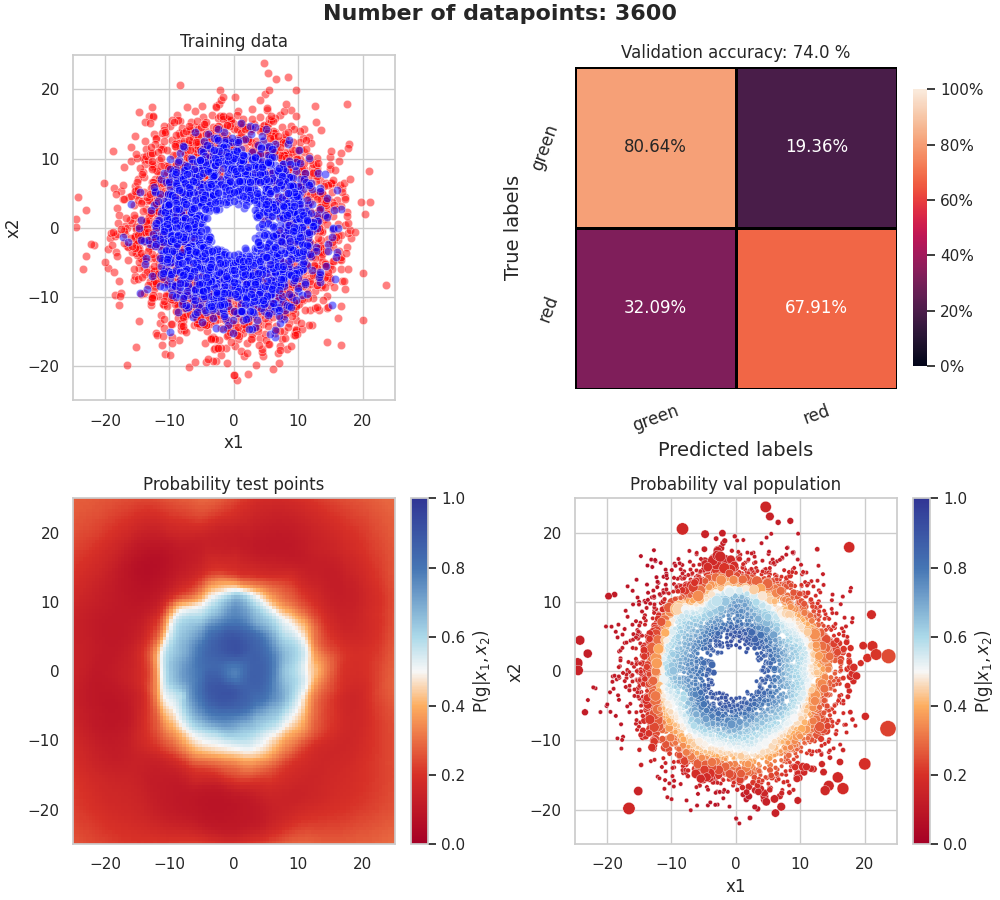 Number of datapoints: 3600
Training data
20
10
0
−10
−20
x2
−20 −10 0 10 20
x1
Validation accuracy: 74.0 %
True labels
green
red
80.64% 19.36%
32.09% 67.91%
green red
Predicted labels
100%
80%
60%
40%
20%
0%
Probability test points
20
10
0
−10
−20
−20 −10 0 10 20
1.0
0.8
0.6
0.4
0.2
0.0
P(g|x₁, x₂)
Probability val population
x2
20
10
0
−10
−20
−20 −10 0 10 20
x1
1.0
0.8
0.6
0.4
0.2
0.0
P(g|x₁, x₂)